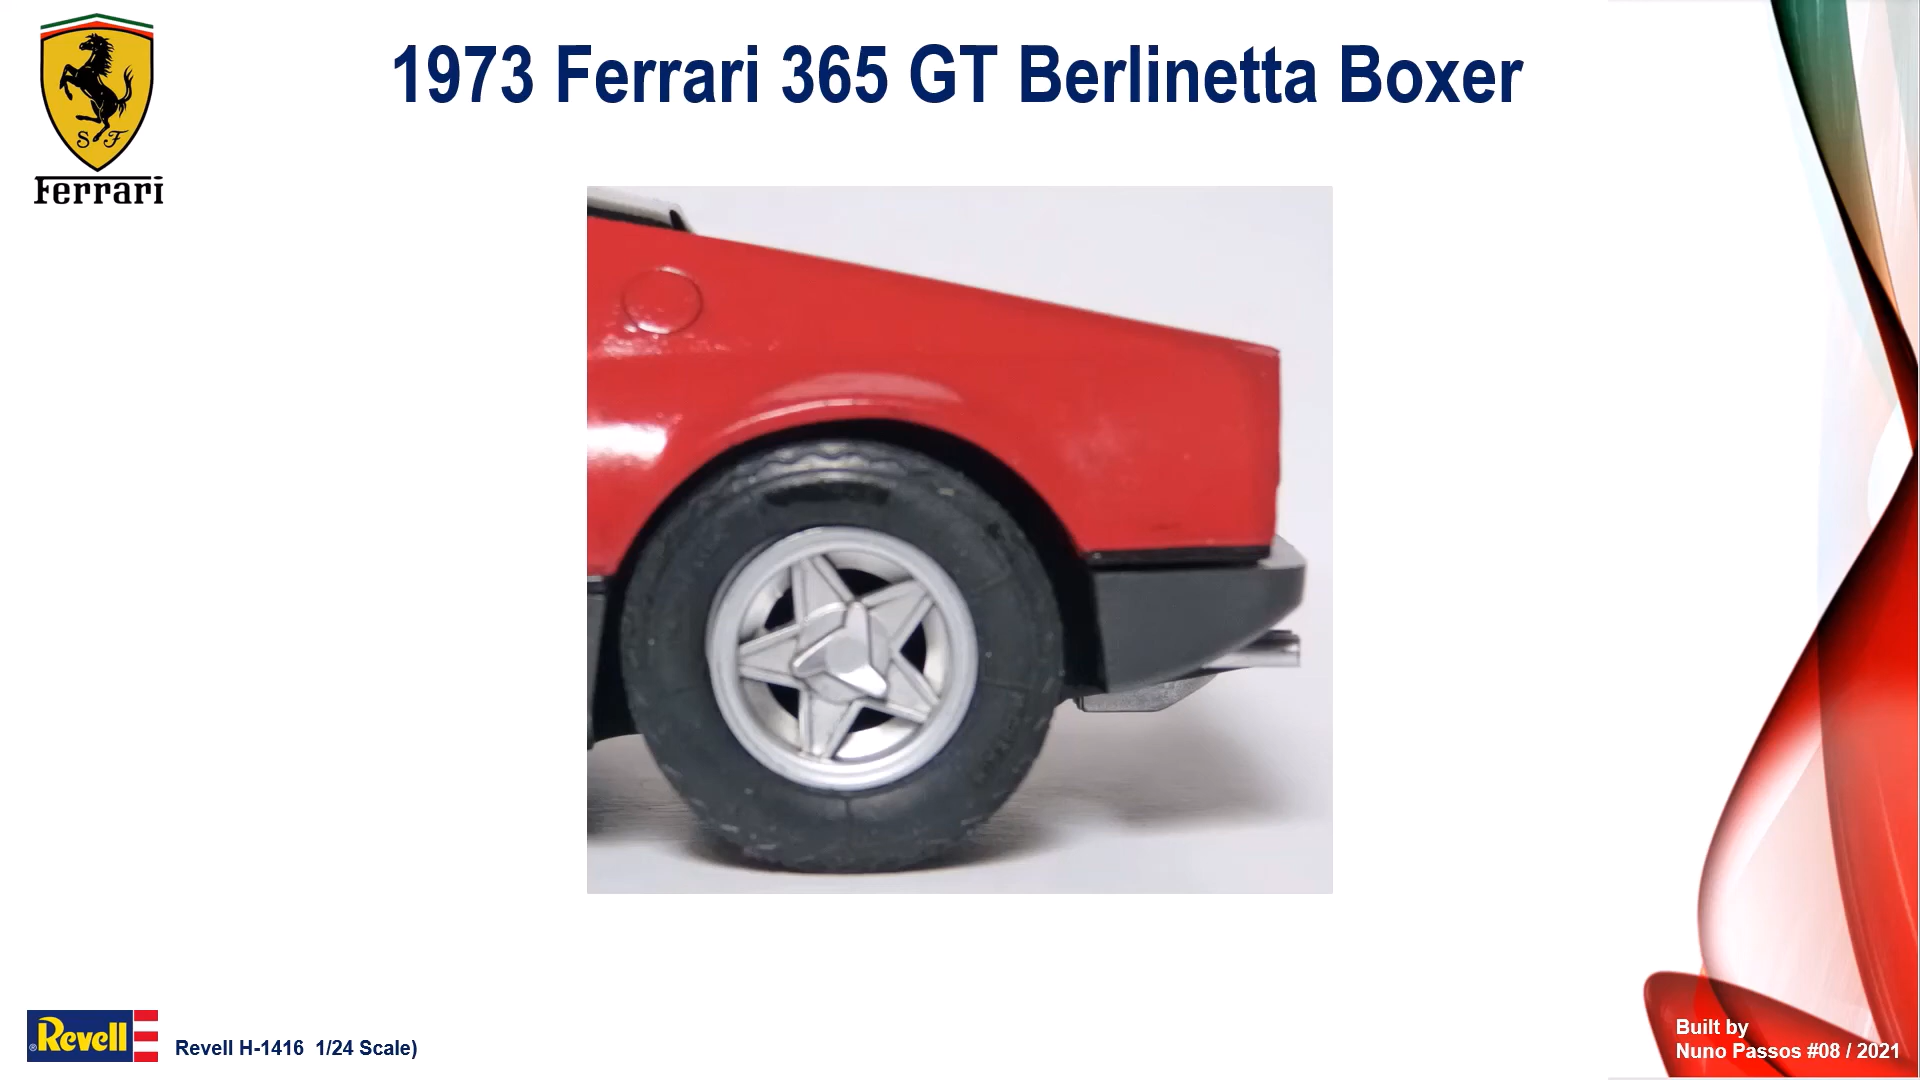 1973 Ferrari 365 GT Berlinetta Boxer
S F
Ferrari
Revell
Revell H-1416 1/24 Scale)
Built by
Nuno Passos #08 / 2021